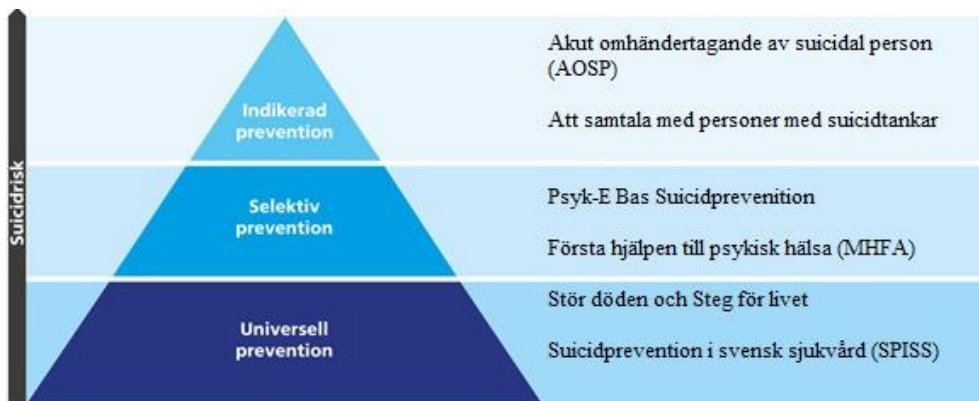 Suicidrisk
Indikerad
prevention
Akut omhändertagande av suicidal person
(AOSP)
Att samtala med personer med suicidtankar
Selektiv
prevention
Psyk-E Bas Suicidprevenition
Första hjälpen till psykisk hälsa (MHFA)
Universell
prevention
Stör döden och Steg för livet
Suicidprevention i svensk sjukvård (SPISS)